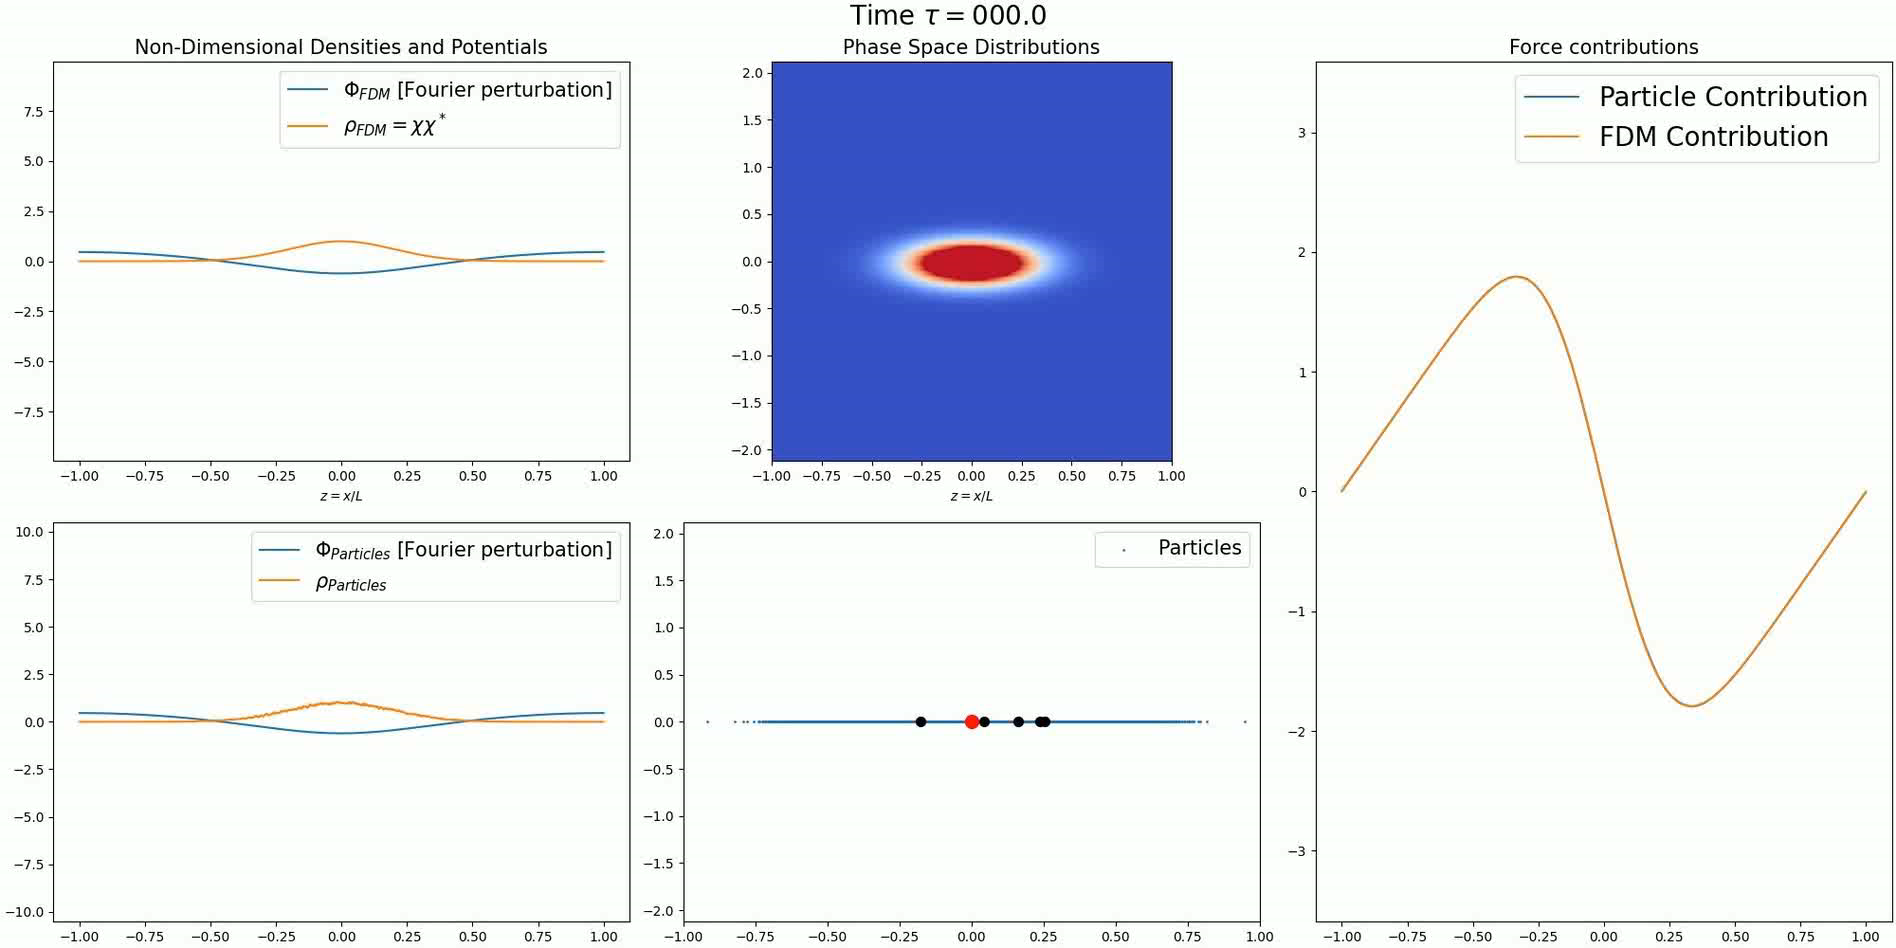 Time τ = 000.0
Non-Dimensional Densities and Potentials
Φ_FDM [Fourier perturbation]
ρ_FDM = χχ*
7.5
5.0
2.5
0.0
−2.5
−5.0
−7.5
−1.00 −0.75 −0.50 −0.25 0.00 0.25 0.50 0.75 1.00
z = x/L
Phase Space Distributions
2.0
1.5
1.0
0.5
0.0
−0.5
−1.0
−1.5
−2.0
−1.00 −0.75 −0.50 −0.25 0.00 0.25 0.50 0.75 1.00
z = x/L
Force contributions
Particle Contribution
FDM Contribution
3
2
1
0
−1
−2
−3
−1.00 −0.75 −0.50 −0.25 0.00 0.25 0.50 0.75 1.00
Φ_Particles [Fourier perturbation]
ρ_Particles
10.0
7.5
5.0
2.5
0.0
−2.5
−5.0
−7.5
−10.0
−1.00 −0.75 −0.50 −0.25 0.00 0.25 0.50 0.75 1.00
Particles
2.0
1.5
1.0
0.5
0.0
−0.5
−1.0
−1.5
−2.0
−1.00 −0.75 −0.50 −0.25 0.00 0.25 0.50 0.75 1.00